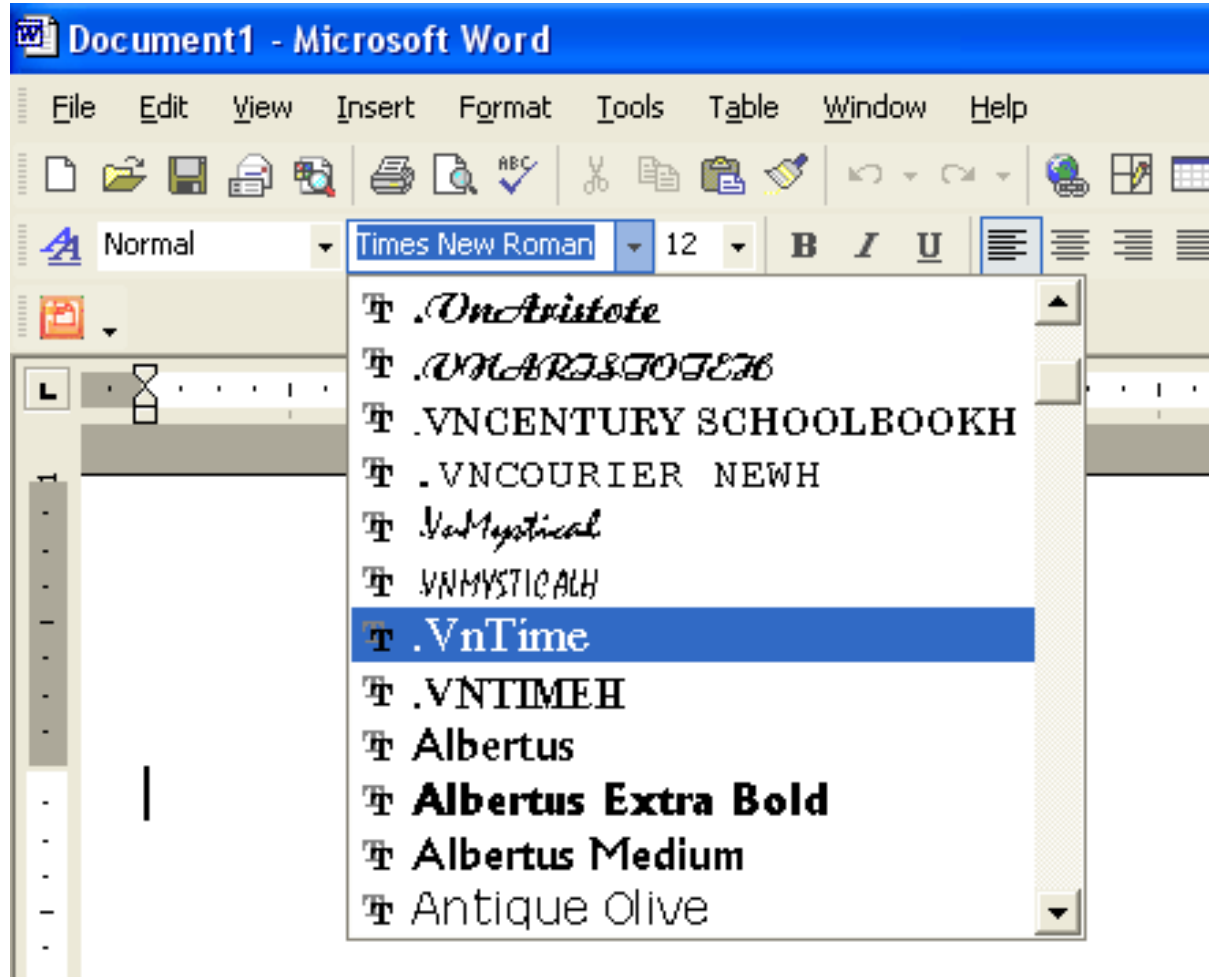 Document1 - Microsoft Word
File Edit View Insert Format Tools Table Window Help
ABC
Normal Times New Roman 12 B I U
.VnAristote
.VNARISTOTEH
.VNCENTURY SCHOOLBOOKH
.VNCOURIER NEWH
.VnMystical
.VNMYSTICALH
.VnTime
.VNTIMEH
Albertus
Albertus Extra Bold
Albertus Medium
Antique Olive